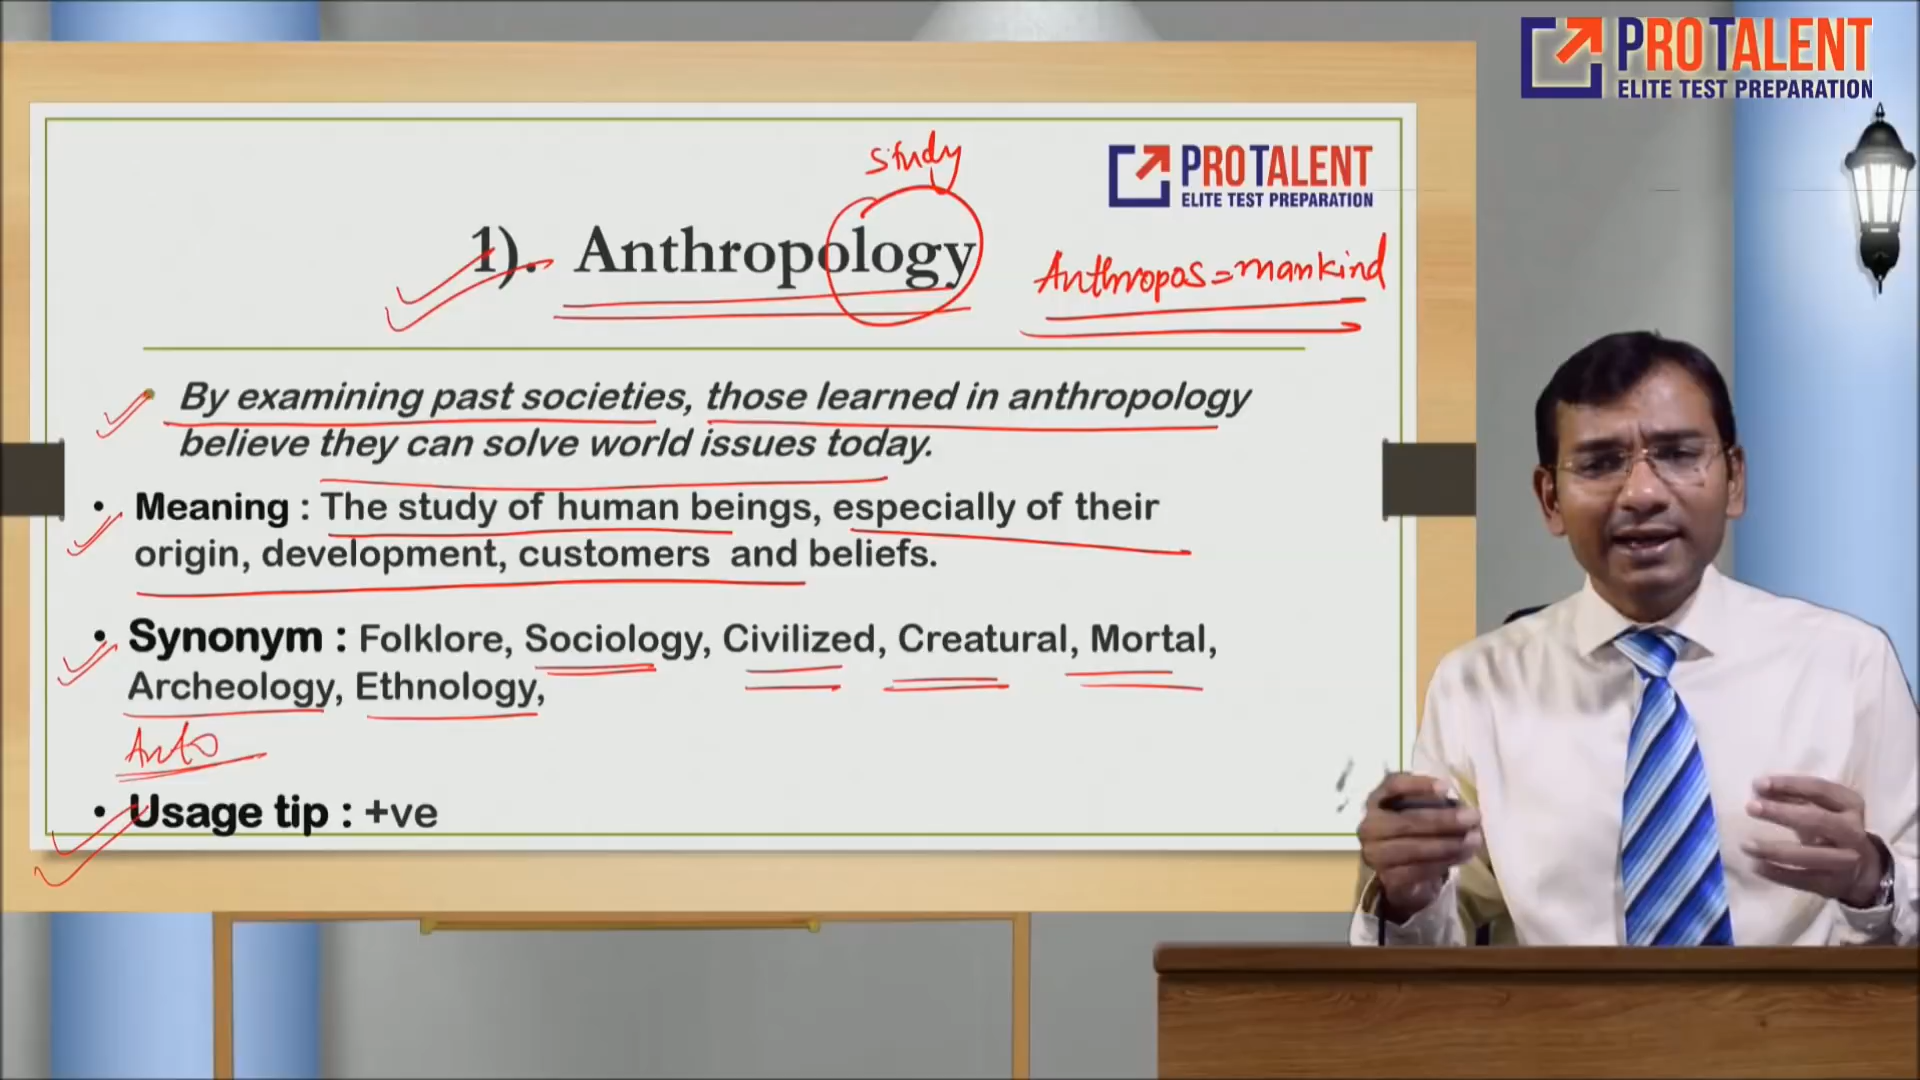 PROTALENT
ELITE TEST PREPARATION
study
PROTALENT
ELITE TEST PREPARATION
1). Anthropology
Anthropos = mankind
By examining past societies, those learned in anthropology
believe they can solve world issues today.
• Meaning : The study of human beings, especially of their
origin, development, customers and beliefs.
• Synonym : Folklore, Sociology, Civilized, Creatural, Mortal,
Archeology, Ethnology,
• Usage tip : +ve